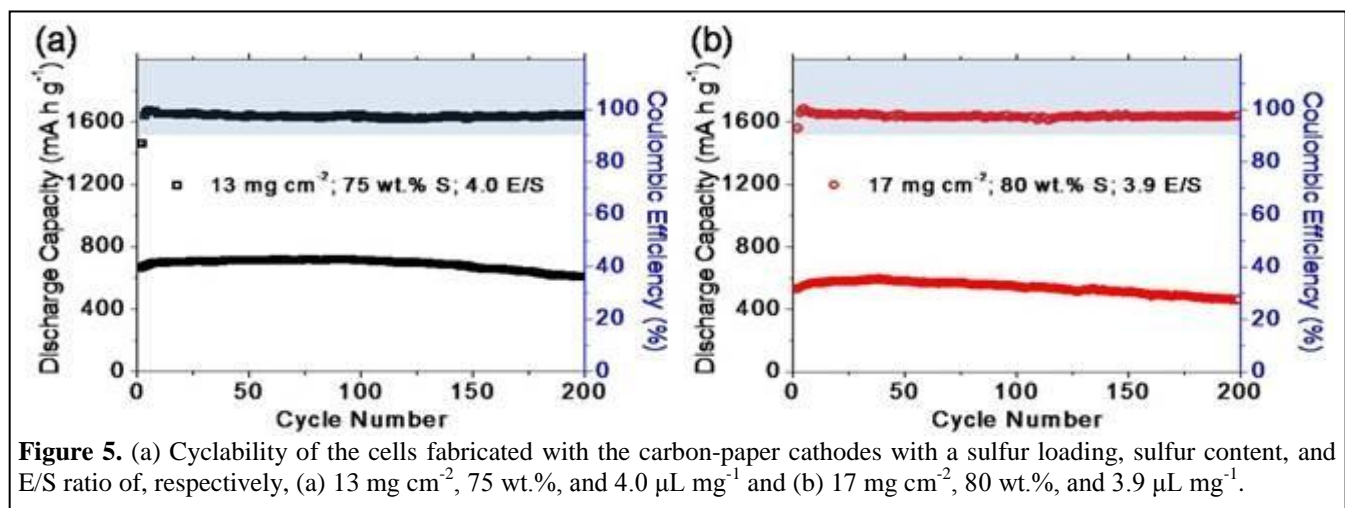 (a)
Discharge Capacity (mA h g⁻¹)
1600
1200
800
400
0
13 mg cm⁻²; 75 wt.% S; 4.0 E/S
100
80
60
40
20
0
Coulombic Efficiency (%)
0 50 100 150 200
Cycle Number
(b)
Discharge Capacity (mA h g⁻¹)
1600
1200
800
400
0
17 mg cm⁻²; 80 wt.% S; 3.9 E/S
100
80
60
40
20
0
Coulombic Efficiency (%)
0 50 100 150 200
Cycle Number
Figure 5. (a) Cyclability of the cells fabricated with the carbon-paper cathodes with a sulfur loading, sulfur content, and
E/S ratio of, respectively, (a) 13 mg cm⁻², 75 wt.%, and 4.0 μL mg⁻¹ and (b) 17 mg cm⁻², 80 wt.%, and 3.9 μL mg⁻¹.